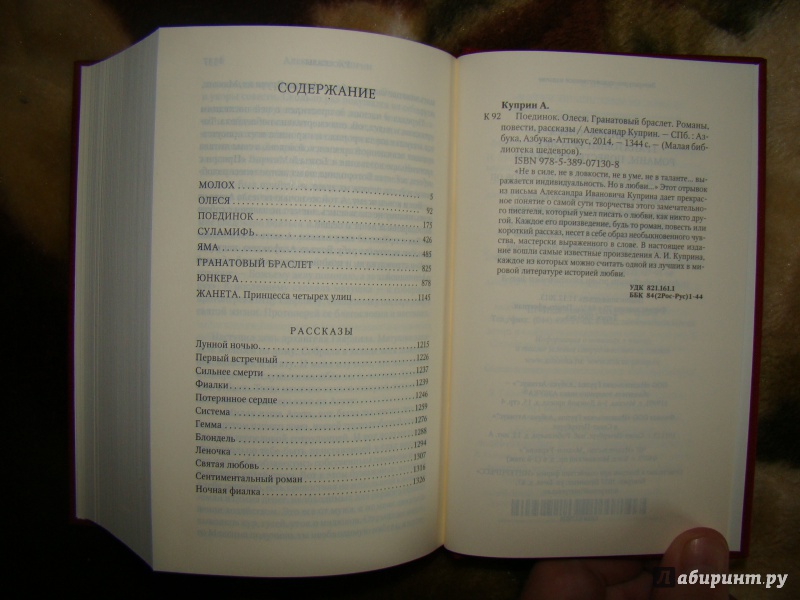 СОДЕРЖАНИЕ
МОЛОХ 5
ОЛЕСЯ 92
ПОЕДИНОК 175
СУЛАМИФЬ 426
ЯМА 485
ГРАНАТОВЫЙ БРАСЛЕТ 825
ЮНКЕРА 878
ЖАНЕТА. Принцесса четырех улиц 1145
РАССКАЗЫ
Лунной ночью 1215
Первый встречный 1226
Сильнее смерти 1237
Фиалки 1239
Потерянное сердце 1246
Система 1259
Гемма 1276
Блондель 1288
Леночка 1294
Святая любовь 1307
Сентиментальный роман 1318
Ночная фиалка 1326
Куприн А.
К 92 Поединок. Олеся. Гранатовый браслет. Романы,
повести, рассказы / Александр Куприн. — СПб. : Аз-
бука, Азбука-Аттикус, 2014. — 1344 с. — (Малая биб-
лиотека шедевров).
ISBN 978-5-389-07130-8
«Не в силе, не в ловкости, не в уме, не в таланте... вы-
ражается индивидуальность. Но в любви...» Этот отрывок
из письма Александра Ивановича Куприна дает прекрас-
ное понятие о самой сути творчества этого замечательно-
го писателя, который умел писать о любви, как никто дру-
гой. Каждое его произведение, будь то роман, повесть или
короткий рассказ, несет в себе образ необыкновенного чув-
ства, мастерски выраженного в слове. В настоящее изда-
ние вошли самые известные произведения А. И. Куприна,
каждое из которых можно считать одной из лучших в ми-
ровой литературе историей любви.
УДК 821.161.1
ББК 84(2Рос-Рус)1-44
Лабиринт.ру